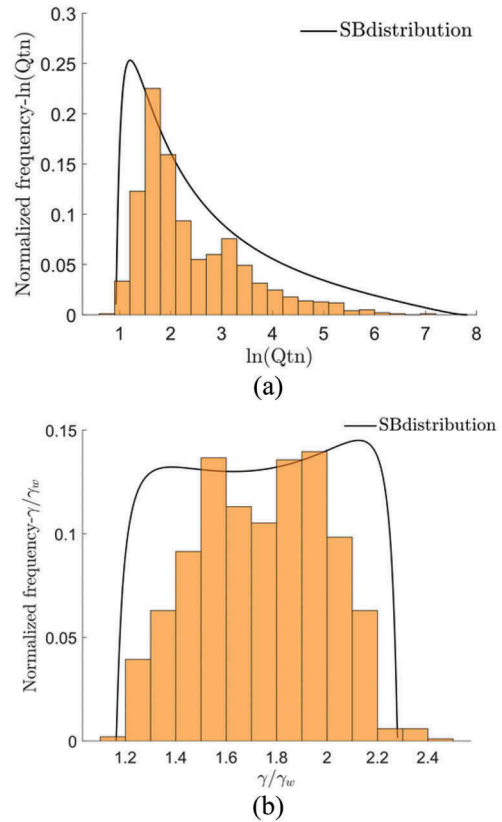 SBdistribution
Normalized frequency-ln(Qtn)
0.3
0.25
0.2
0.15
0.1
0.05
0
1 2 3 4 5 6 7 8
ln(Qtn)
(a)
SBdistribution
Normalized frequency-γ/γw
0.15
0.1
0.05
0
1.2 1.4 1.6 1.8 2 2.2 2.4
γ/γw
(b)